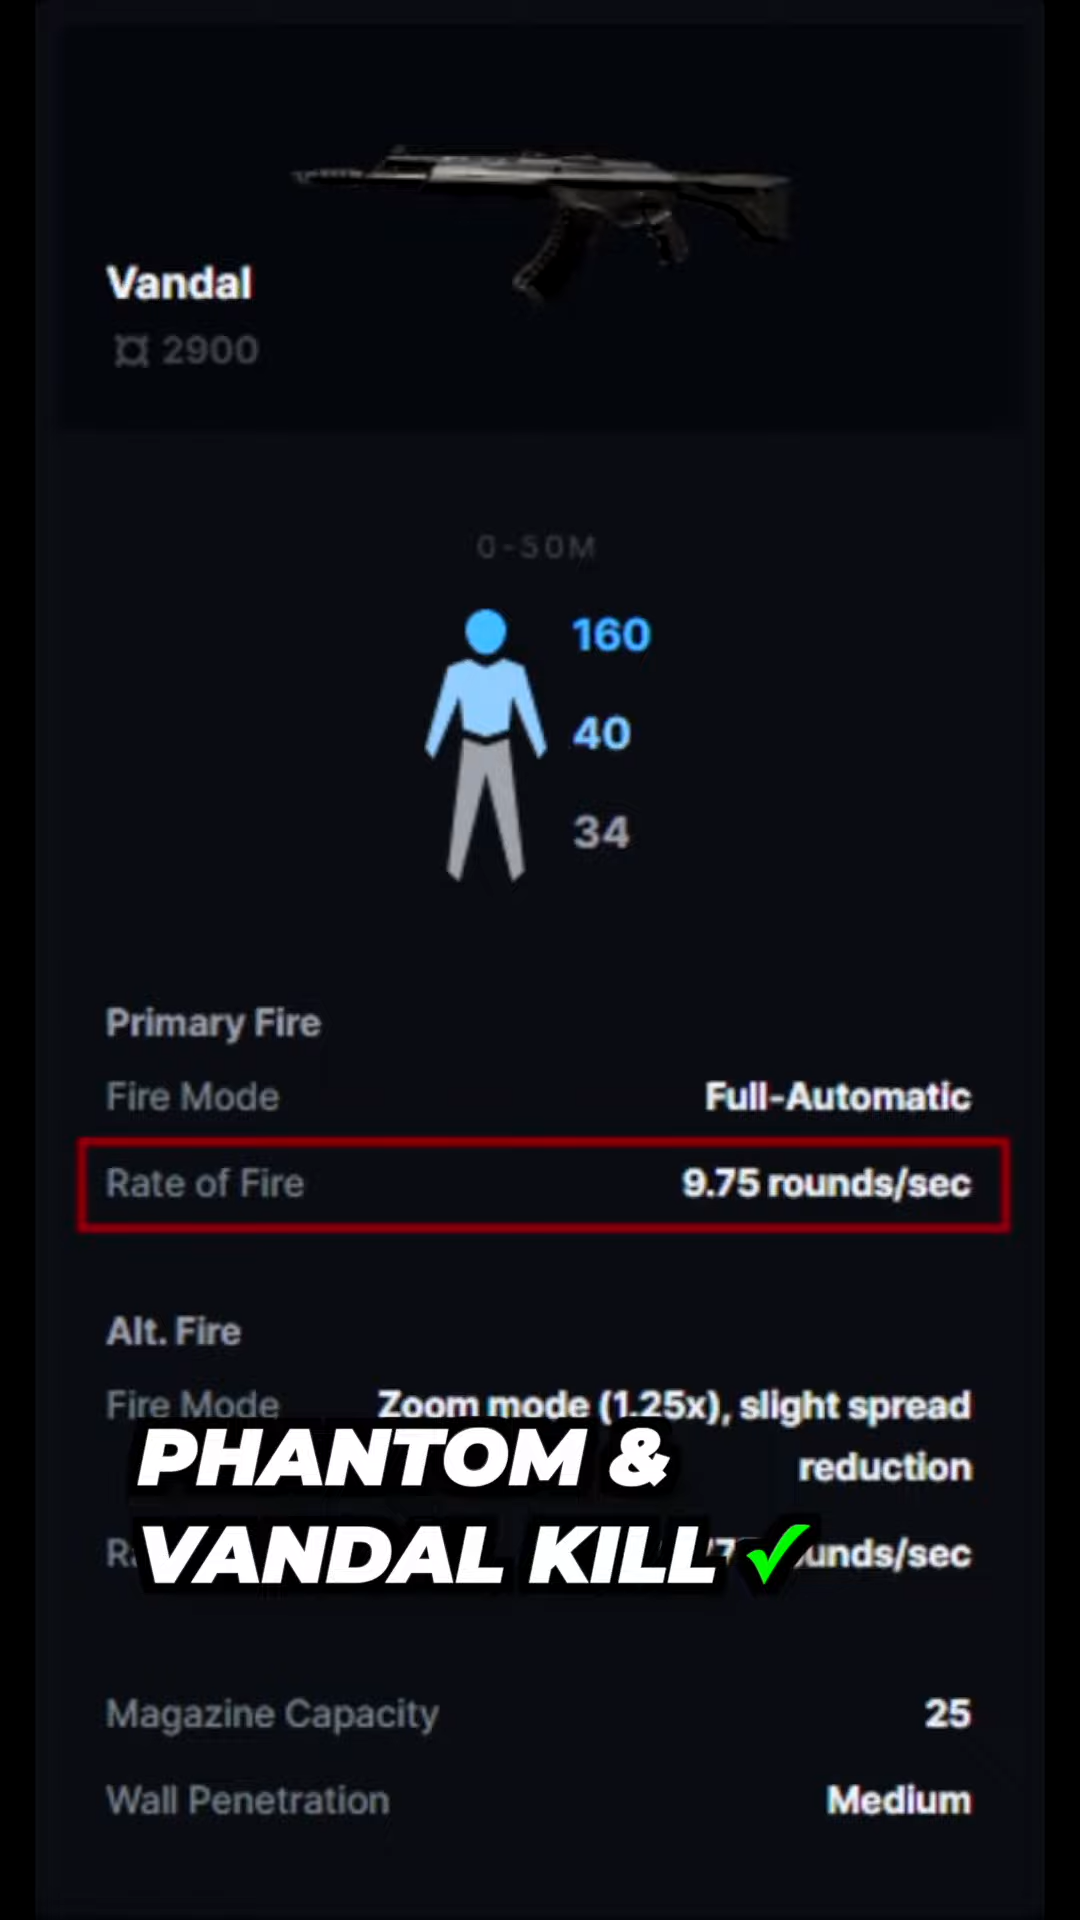 Vandal
¤ 2900
0-50M
160
40
34
Primary Fire
Fire Mode Full-Automatic
Rate of Fire 9.75 rounds/sec
Alt. Fire
Fire Mode Zoom mode (1.25x), slight spread
reduction
PHANTOM &
VANDAL KILL ✓
Magazine Capacity 25
Wall Penetration Medium